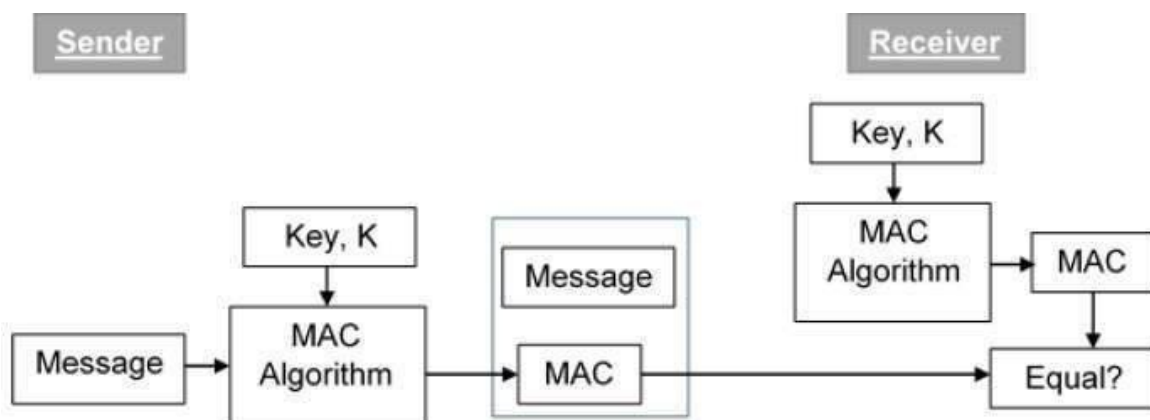 Sender
Receiver
Key, K
MAC
Algorithm
MAC
Key, K
Message
MAC
Algorithm
Message
MAC
Equal?